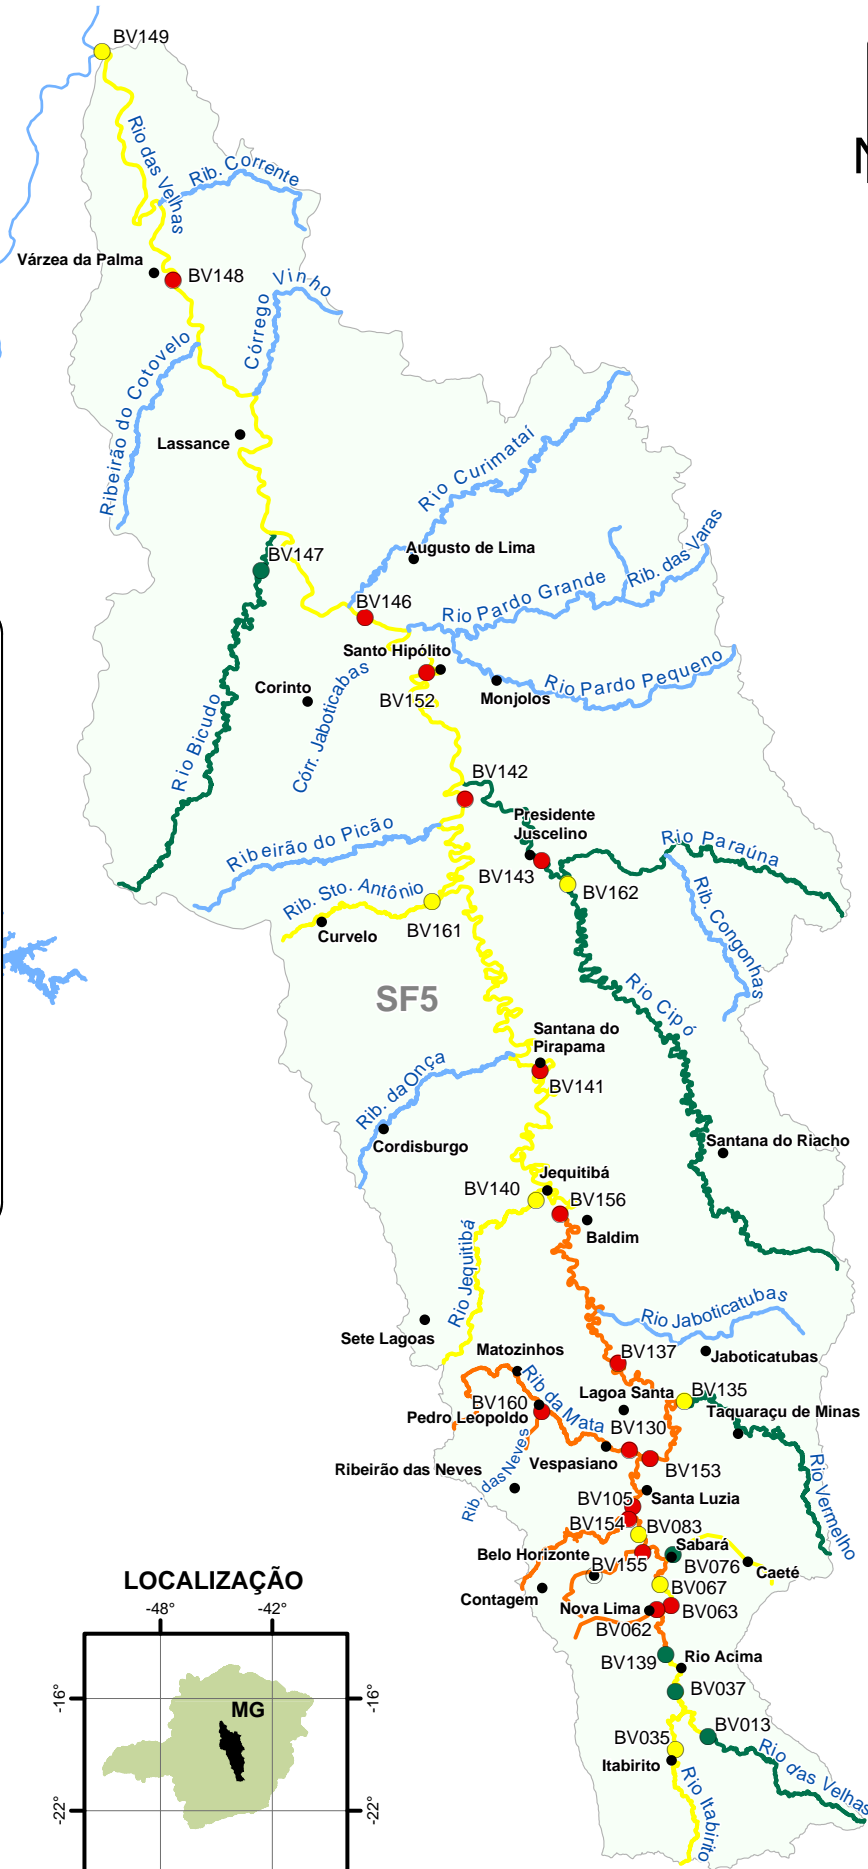 BV149
N
Rio das Velhas
Rib. Corrente
Várzea da Palma
BV148
Córrego Vinho
Ribeirão do Cotovelo
Lassance
Rio Curimataí
BV147
Augusto de Lima
Rib. das Varas
BV146
Rio Pardo Grande
Santo Hipólito
Rio Pardo Pequeno
Corinto
BV152
Monjolos
Rio Bicudo
Córr. Jaboticabas
BV142
Presidente
Juscelino
Ribeirão do Picão
Rio Paraúna
BV143
BV162
Rib. Sto. Antônio
Rib. Congonhas
BV161
Curvelo
SF5
Rio Cipó
Santana do
Pirapama
Rib. da Onça
BV141
Cordisburgo
Santana do Riacho
Jequitibá
BV140
BV156
Baldim
Rio Jequitibá
Rio Jaboticatubas
Sete Lagoas
Matozinhos
BV137
Jaboticatubas
Rib da Mata
Lagoa Santa
BV135
BV160
Pedro Leopoldo
Taquaraçu de Minas
BV130
Vespasiano
BV153
Ribeirão das Neves
Rib. das Neves
Rio Vermelho
BV105
Santa Luzia
BV154
BV083
Sabará
Belo Horizonte
BV155
BV076
Caeté
Contagem
BV067
Nova Lima
BV063
BV062
BV139
Rio Acima
BV037
BV035
BV013
Itabirito
Rio das Velhas
Rio Itabirito
LOCALIZAÇÃO
-48°
-42°
-16°
-16°
MG
-22°
-22°